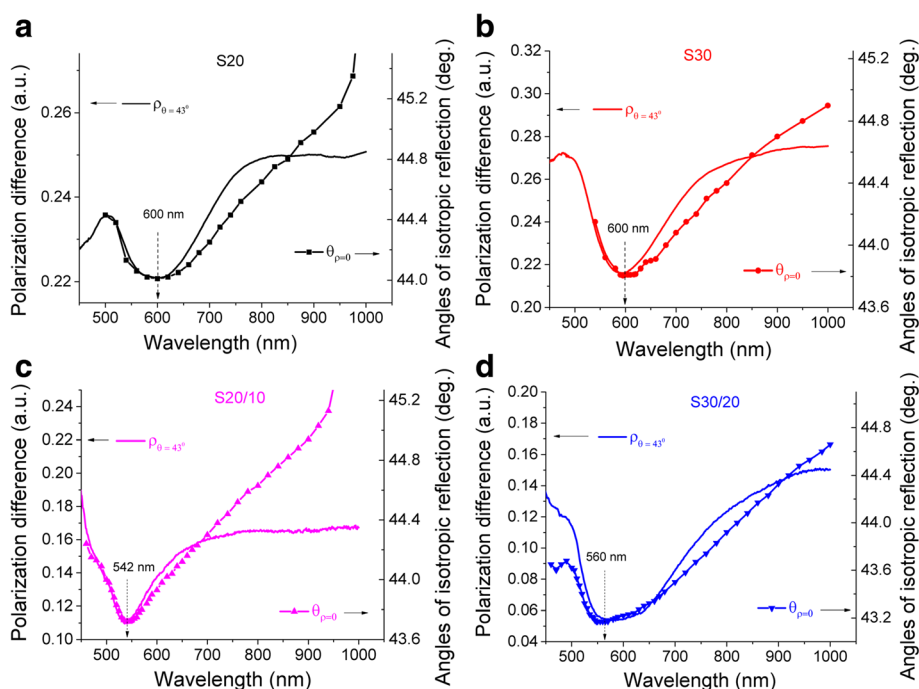 a
S20
Polarization difference (a.u.)
0.26
0.24
0.22
ρθ = 43°
600 nm
θρ=0
45.2
44.8
44.4
44.0
Angles of isotropic reflection (deg.)
500 600 700 800 900 1000
Wavelength (nm)
b
S30
Polarization difference (a.u.)
0.32
0.30
0.28
0.26
0.24
0.22
0.20
ρθ = 43°
600 nm
θρ=0
45.2
44.8
44.4
44.0
43.6
Angles of isotropic reflection (deg.)
500 600 700 800 900 1000
Wavelength (nm)
c
S20/10
Polarization difference (a.u.)
0.24
0.22
0.20
0.18
0.16
0.14
0.12
0.10
ρθ = 43°
542 nm
θρ=0
45.2
44.8
44.4
44.0
43.6
Angles of isotropic reflection (deg.)
500 600 700 800 900 1000
Wavelength (nm)
d
S30/20
Polarization difference (a.u.)
0.20
0.18
0.16
0.14
0.12
0.10
0.08
0.06
0.04
ρθ = 43°
560 nm
θρ=0
44.8
44.4
44.0
43.6
43.2
Angles of isotropic reflection (deg.)
500 600 700 800 900 1000
Wavelength (nm)